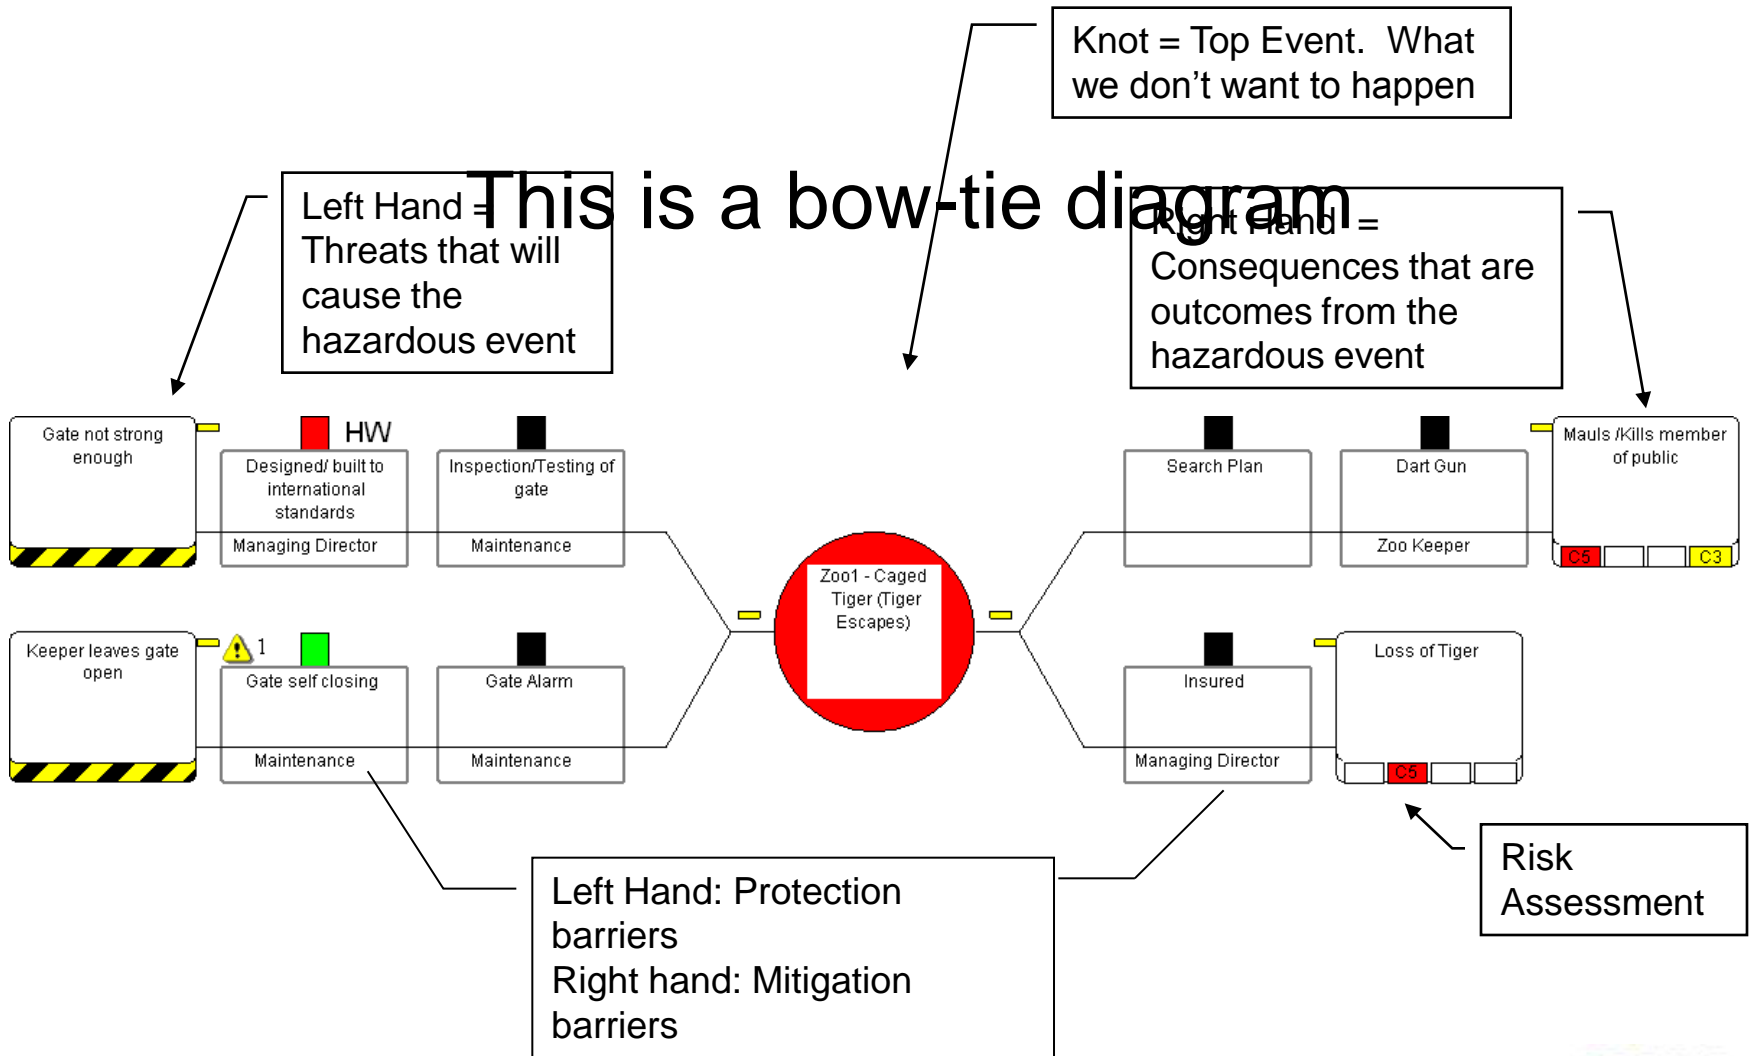 Knot = Top Event.  What
we don't want to happen
This is a bow-tie diagram
Left Hand =
Threats that will
cause the
hazardous event
Right Hand =
Consequences that are
outcomes from the
hazardous event
Gate not strong
enough
HW
Designed/ built to
international
standards
Managing Director
Inspection/Testing of
gate
Maintenance
Zoo1 - Caged
Tiger (Tiger
Escapes)
Search Plan
Dart Gun
Zoo Keeper
Mauls /Kills member
of public
C5
C3
Keeper leaves gate
open
1
Gate self closing
Maintenance
Gate Alarm
Maintenance
Insured
Managing Director
Loss of Tiger
C5
Left Hand: Protection
barriers
Right hand: Mitigation
barriers
Risk
Assessment